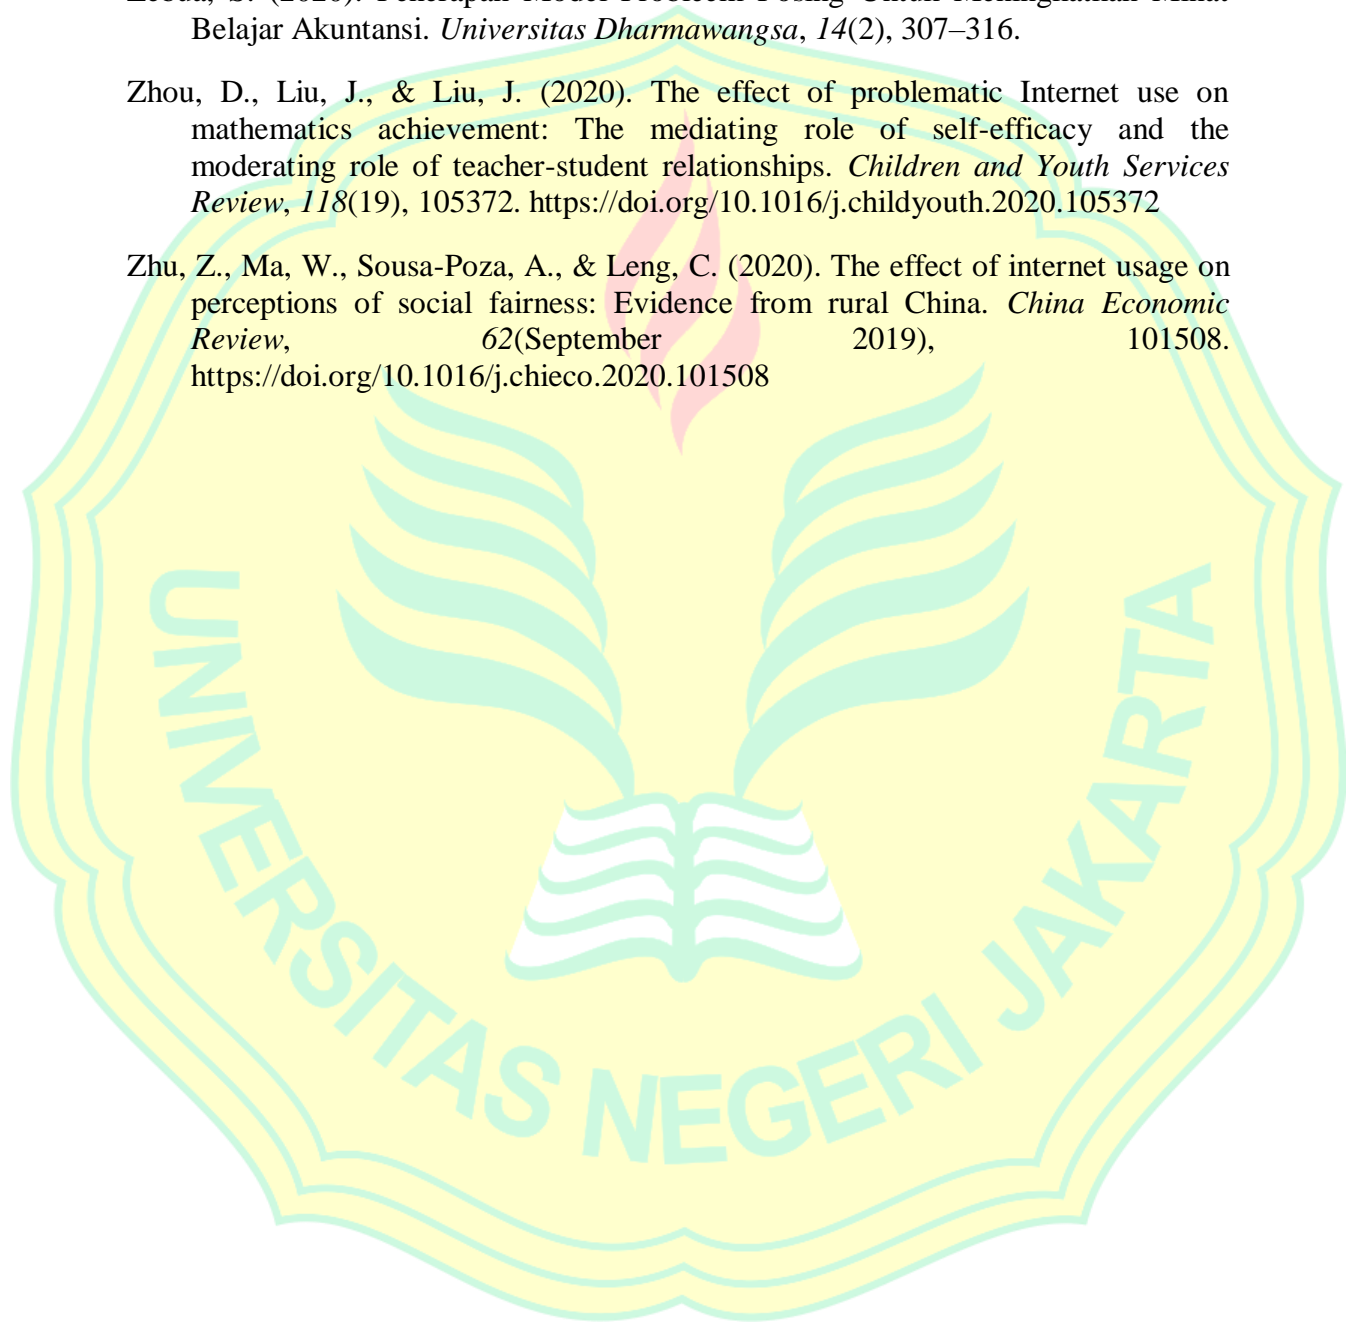 Belajar Akuntansi. Universitas Dharmawangsa, 14(2), 307–316.
Zhou, D., Liu, J., & Liu, J. (2020). The effect of problematic Internet use on
mathematics achievement: The mediating role of self-efficacy and the
moderating role of teacher-student relationships. Children and Youth Services
Review, 118(19), 105372. https://doi.org/10.1016/j.childyouth.2020.105372
Zhu, Z., Ma, W., Sousa-Poza, A., & Leng, C. (2020). The effect of internet usage on
perceptions of social fairness: Evidence from rural China. China Economic
Review, 62(September 2019), 101508.
https://doi.org/10.1016/j.chieco.2020.101508
UNIVERSITAS NEGERI JAKARTA